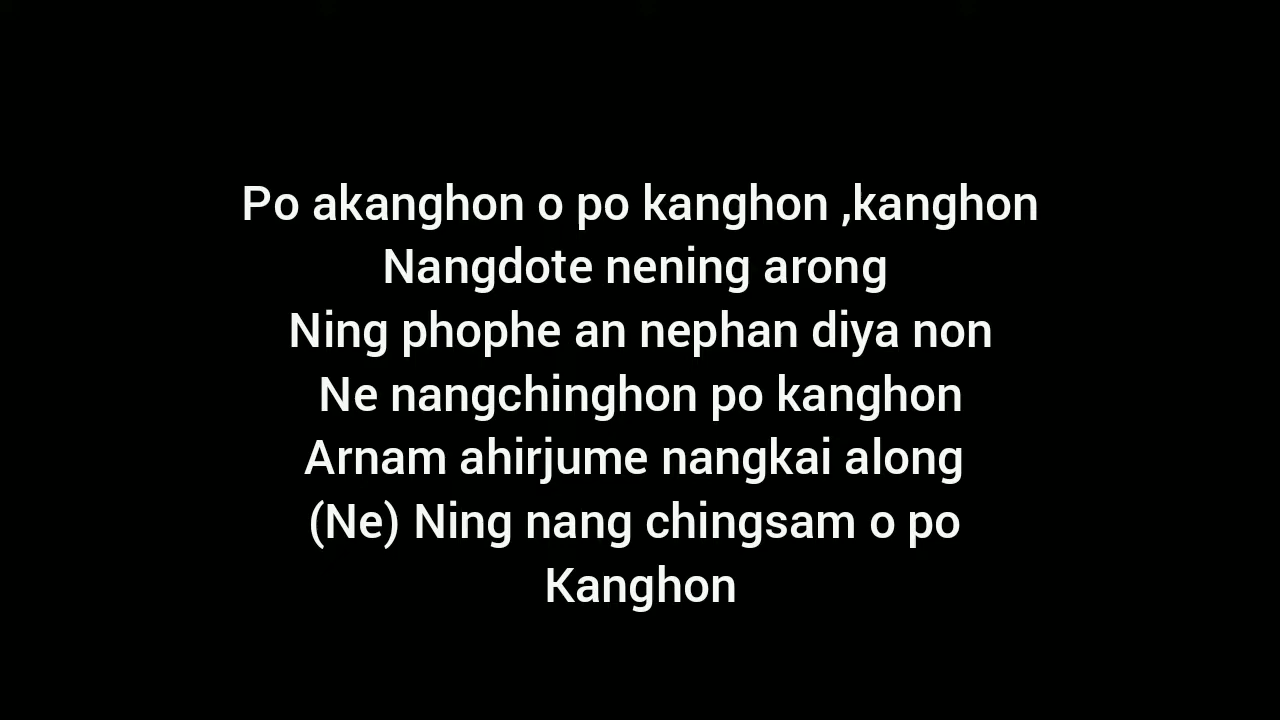 Po akanghon o po kanghon ,kanghon
Nangdote nening arong
Ning phophe an nephan diya non
Ne nangchinghon po kanghon
Arnam ahirjume nangkai along
(Ne) Ning nang chingsam o po
Kanghon